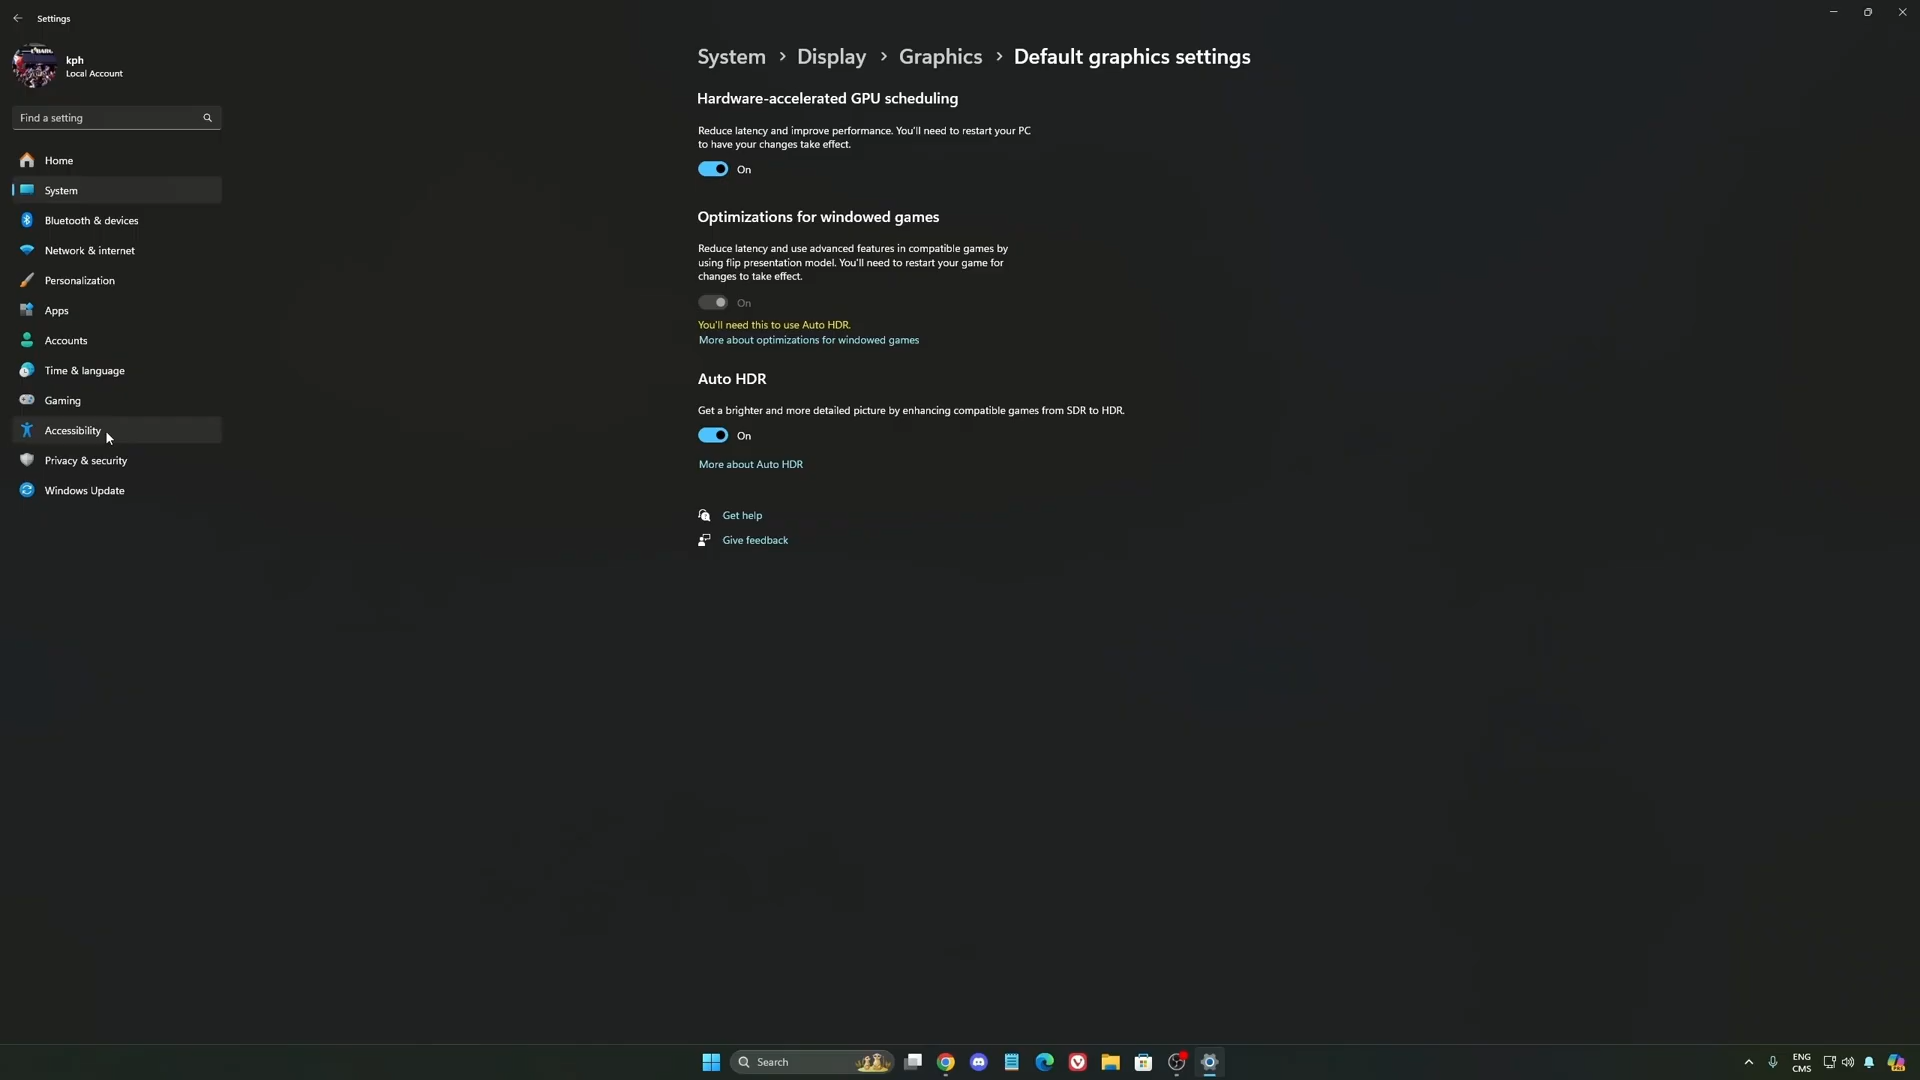 Settings
kph
Local Account
Find a setting
Home
System
Bluetooth & devices
Network & internet
Personalization
Apps
Accounts
Time & language
Gaming
Accessibility
Privacy & security
Windows Update
System > Display > Graphics > Default graphics settings
Hardware-accelerated GPU scheduling
Reduce latency and improve performance. You'll need to restart your PC
to have your changes take effect.
On
Optimizations for windowed games
Reduce latency and use advanced features in compatible games by
using flip presentation model. You'll need to restart your game for
changes to take effect.
On
You'll need this to use Auto HDR.
More about optimizations for windowed games
Auto HDR
Get a brighter and more detailed picture by enhancing compatible games from SDR to HDR.
On
More about Auto HDR
Get help
Give feedback
Search
ENG
CMS